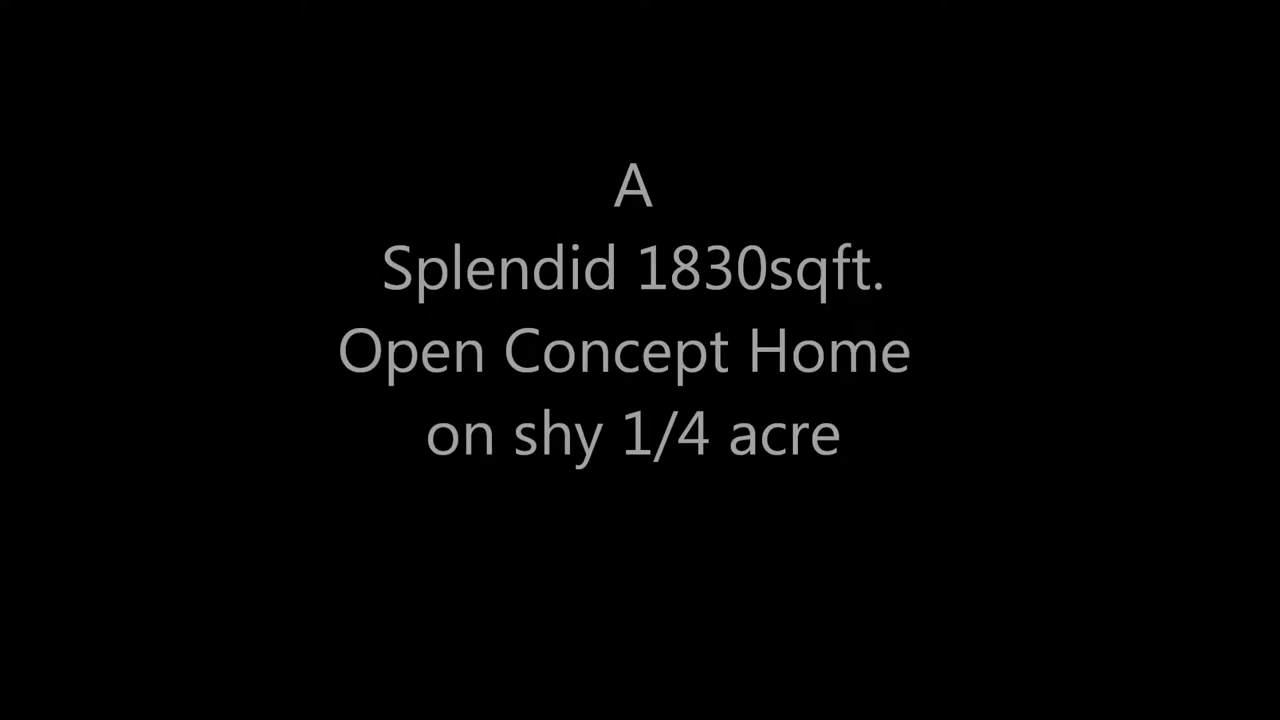 A
Splendid 1830sqft.
Open Concept Home
on shy 1/4 acre